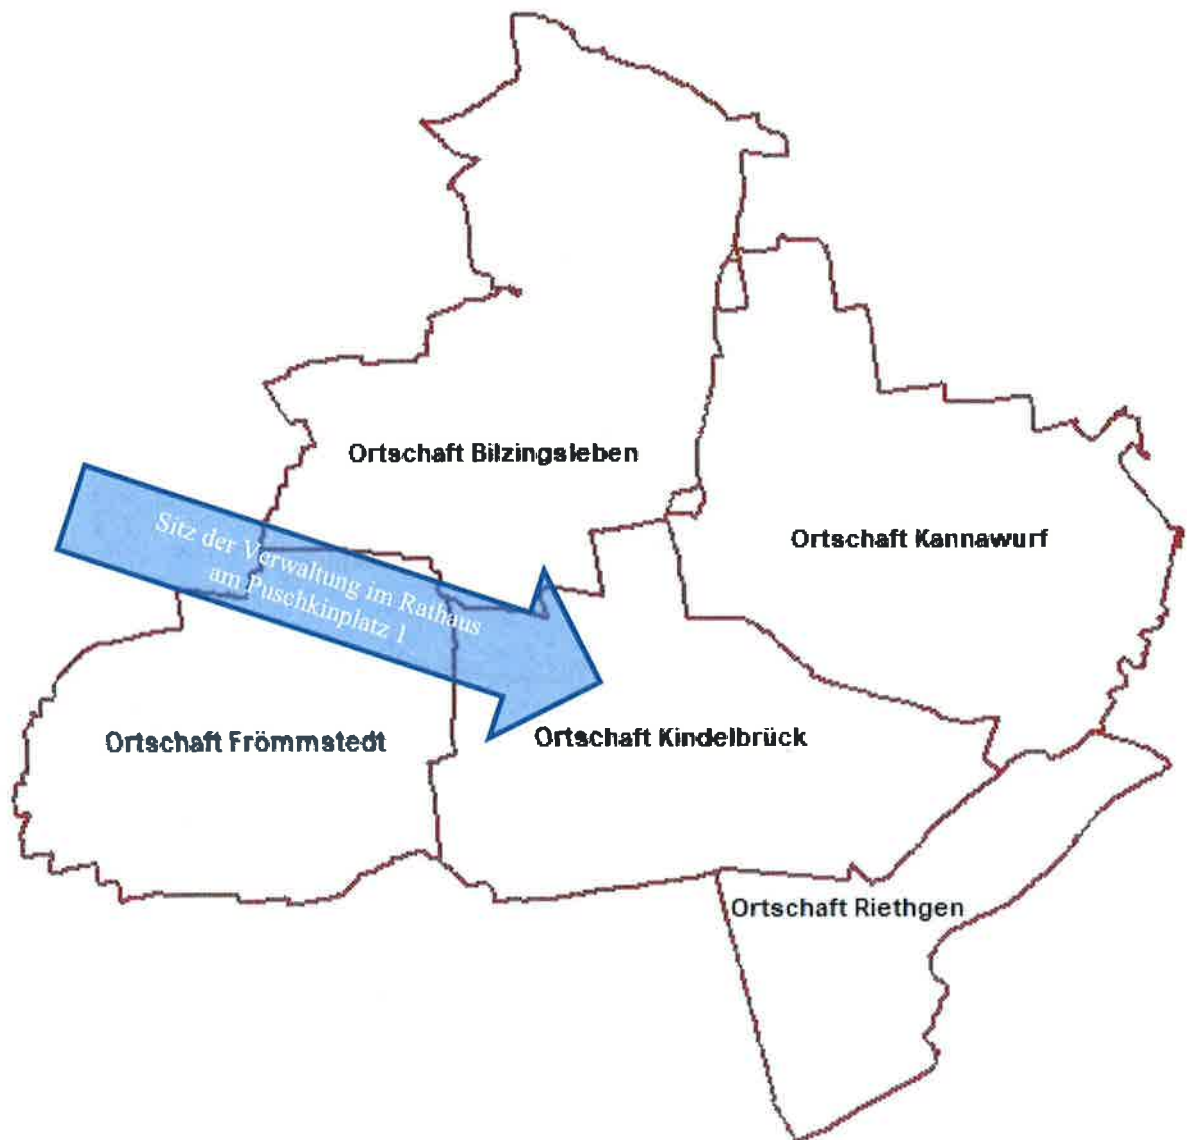 Ortschaft Bilzingsleben
Sitz der Verwaltung im Rathaus
am Puschkinplatz 1
Ortschaft Kannawurf
Ortschaft Frömmstedt
Ortschaft Kindelbrück
Ortschaft Riethgen